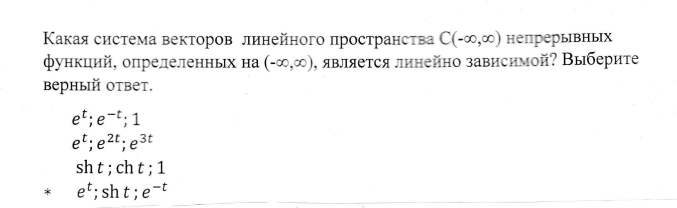 Какая система векторов линейного пространства C(-∞,∞) непрерывных
функций, определенных на (-∞,∞), является линейно зависимой? Выберите
верный ответ.
e^t; e^{-t}; 1
e^t; e^{2t}; e^{3t}
sh t ; ch t ; 1
* e^t; sh t ; e^{-t}